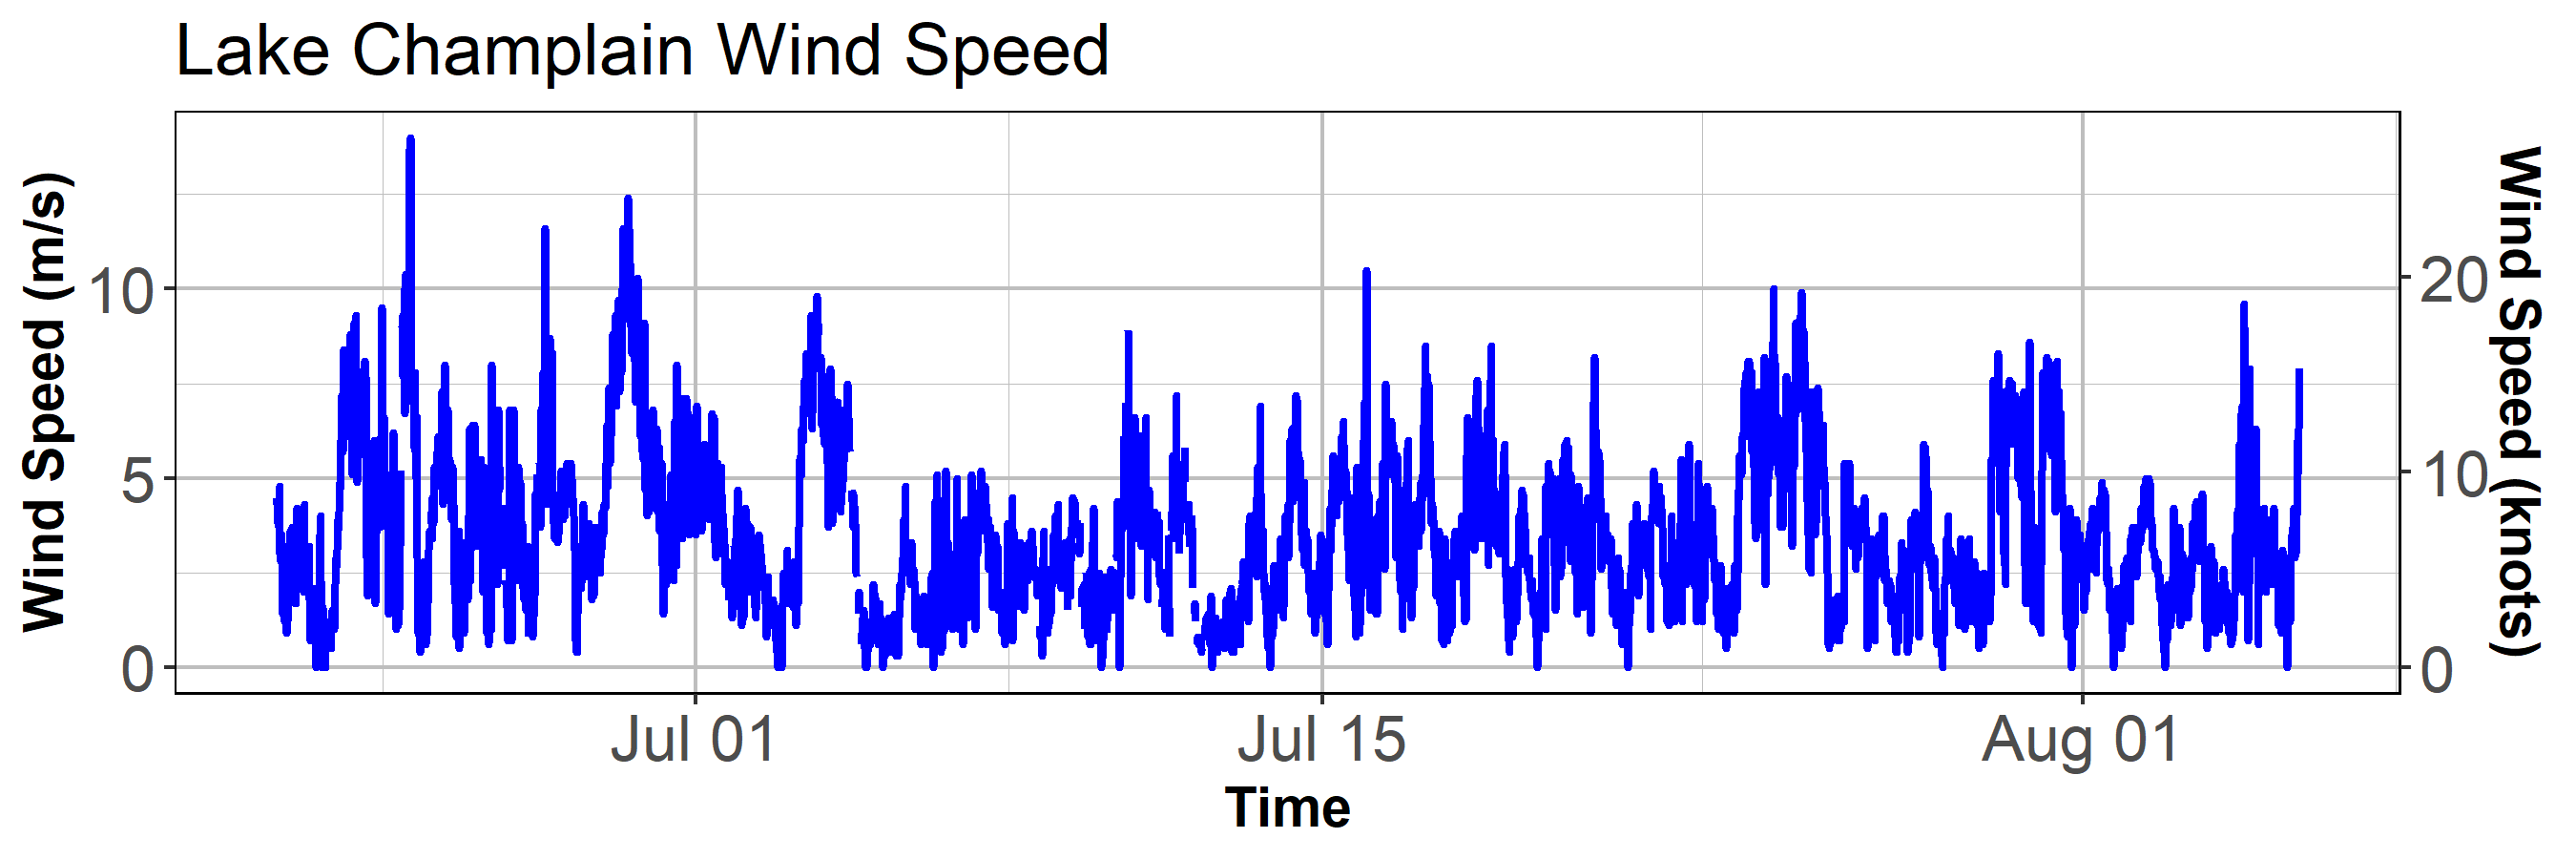 Lake Champlain Wind Speed
Wind Speed (m/s)
10
5
0
20
10
0
Wind Speed (knots)
Jul 01
Jul 15
Aug 01
Time